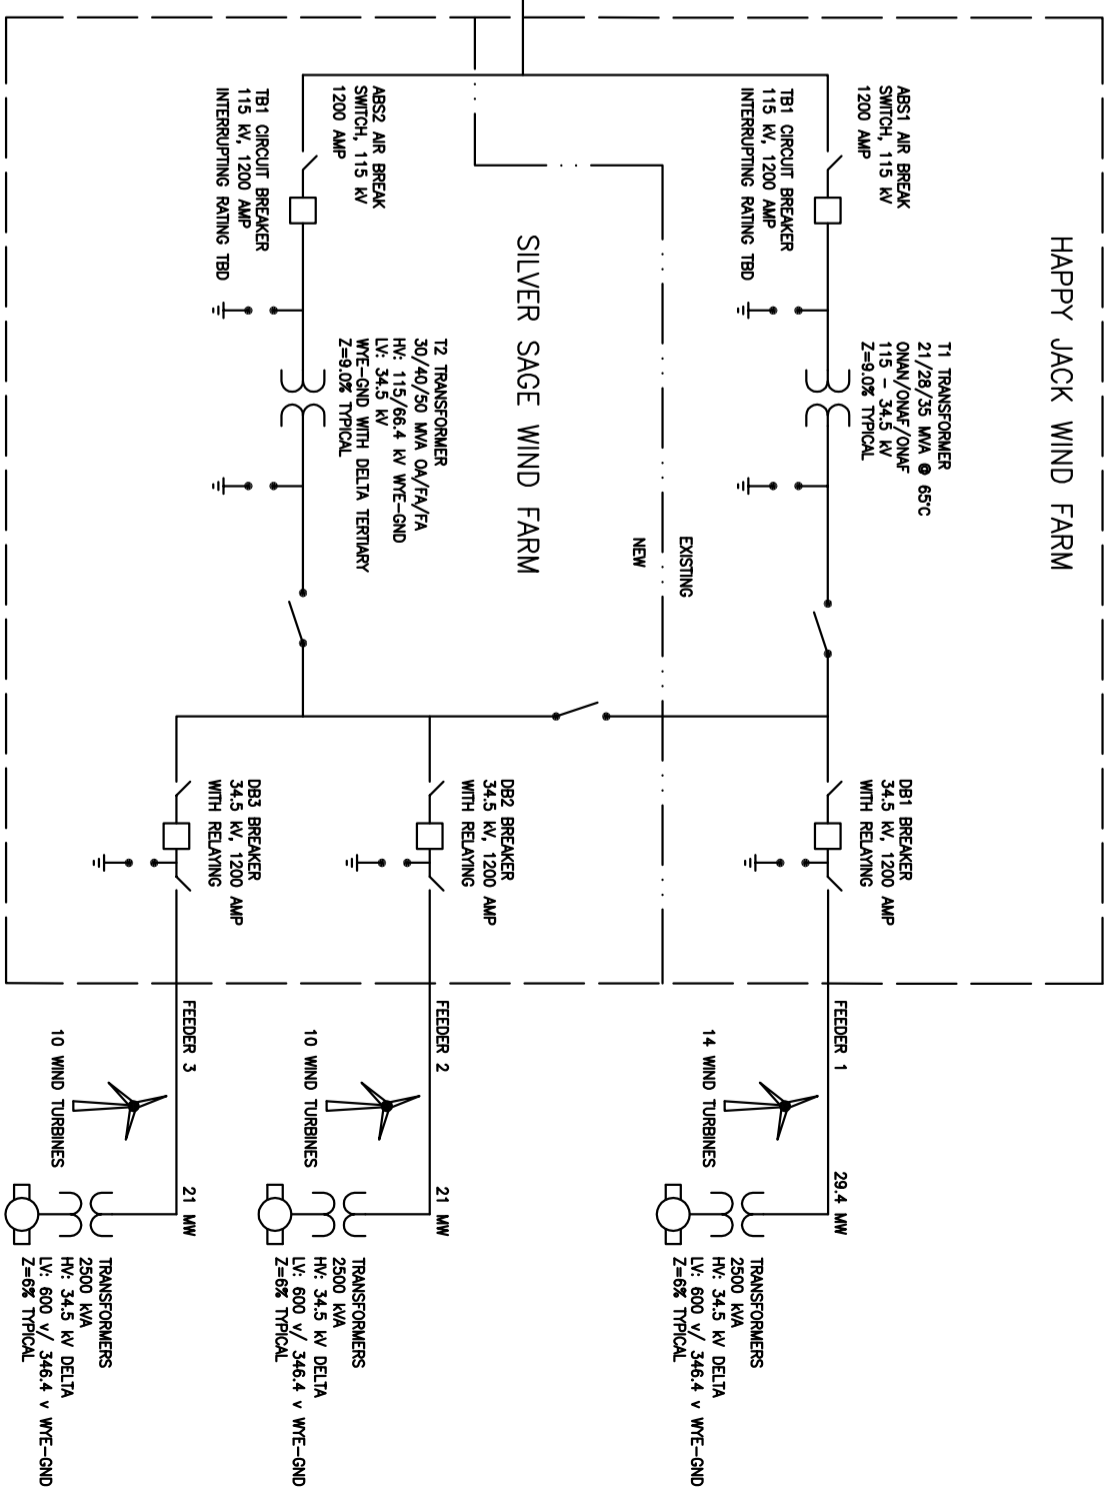 HAPPY JACK WIND FARM
ABS1 AIR BREAK
SWITCH, 115 kV
1200 AMP
TB1 CIRCUIT BREAKER
115 kV, 1200 AMP
INTERRUPTING RATING TBD
T1 TRANSFORMER
21/28/35 MVA @ 65°C
ONAN/ONAF/ONAF
115 - 34.5 kV
Z=9.0% TYPICAL
DB1 BREAKER
34.5 kV, 1200 AMP
WITH RELAYING
FEEDER 1
29.4 MW
14 WIND TURBINES
TRANSFORMERS
2500 kVA
HV: 34.5 kV DELTA
LV: 600 v/ 346.4 v WYE-GND
Z=6% TYPICAL
EXISTING
NEW
SILVER SAGE WIND FARM
ABS2 AIR BREAK
SWITCH, 115 kV
1200 AMP
TB1 CIRCUIT BREAKER
115 kV, 1200 AMP
INTERRUPTING RATING TBD
T2 TRANSFORMER
30/40/50 MVA OA/FA/FA
HV: 115/66.4 kV WYE-GND
LV: 34.5 kV
WYE-GND WITH DELTA TERTIARY
Z=9.0% TYPICAL
DB2 BREAKER
34.5 kV, 1200 AMP
WITH RELAYING
FEEDER 2
21 MW
10 WIND TURBINES
TRANSFORMERS
2500 kVA
HV: 34.5 kV DELTA
LV: 600 v/ 346.4 v WYE-GND
Z=6% TYPICAL
DB3 BREAKER
34.5 kV, 1200 AMP
WITH RELAYING
FEEDER 3
21 MW
10 WIND TURBINES
TRANSFORMERS
2500 kVA
HV: 34.5 kV DELTA
LV: 600 v/ 346.4 v WYE-GND
Z=6% TYPICAL